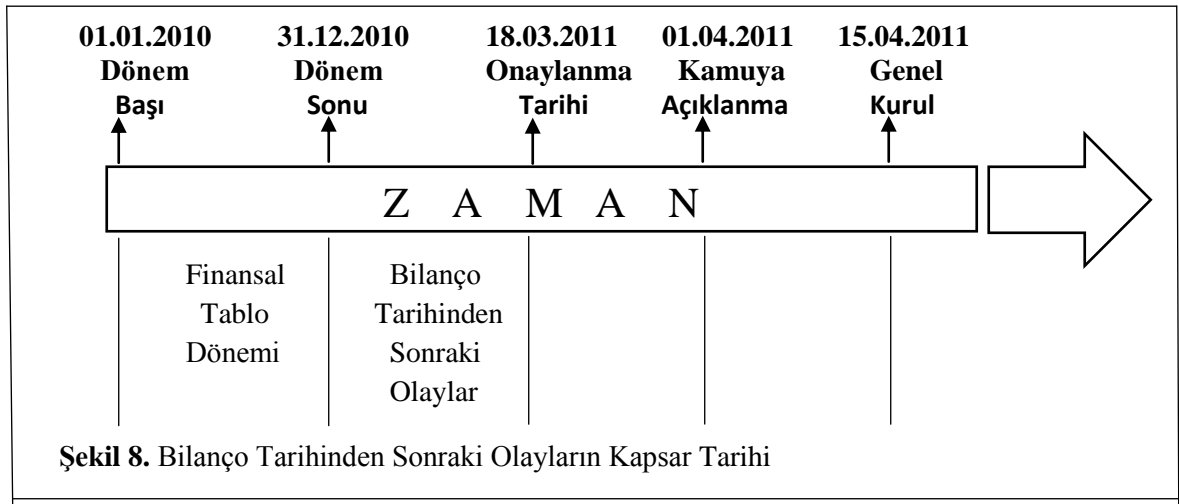 01.01.2010 31.12.2010 18.03.2011 01.04.2011 15.04.2011
Dönem Dönem Onaylanma Kamuya Genel
Başı Sonu Tarihi Açıklanma Kurul
Z A M A N
Finansal Bilanço
Tablo Tarihinden
Dönemi Sonraki
Olaylar
Şekil 8. Bilanço Tarihinden Sonraki Olayların Kapsar Tarihi